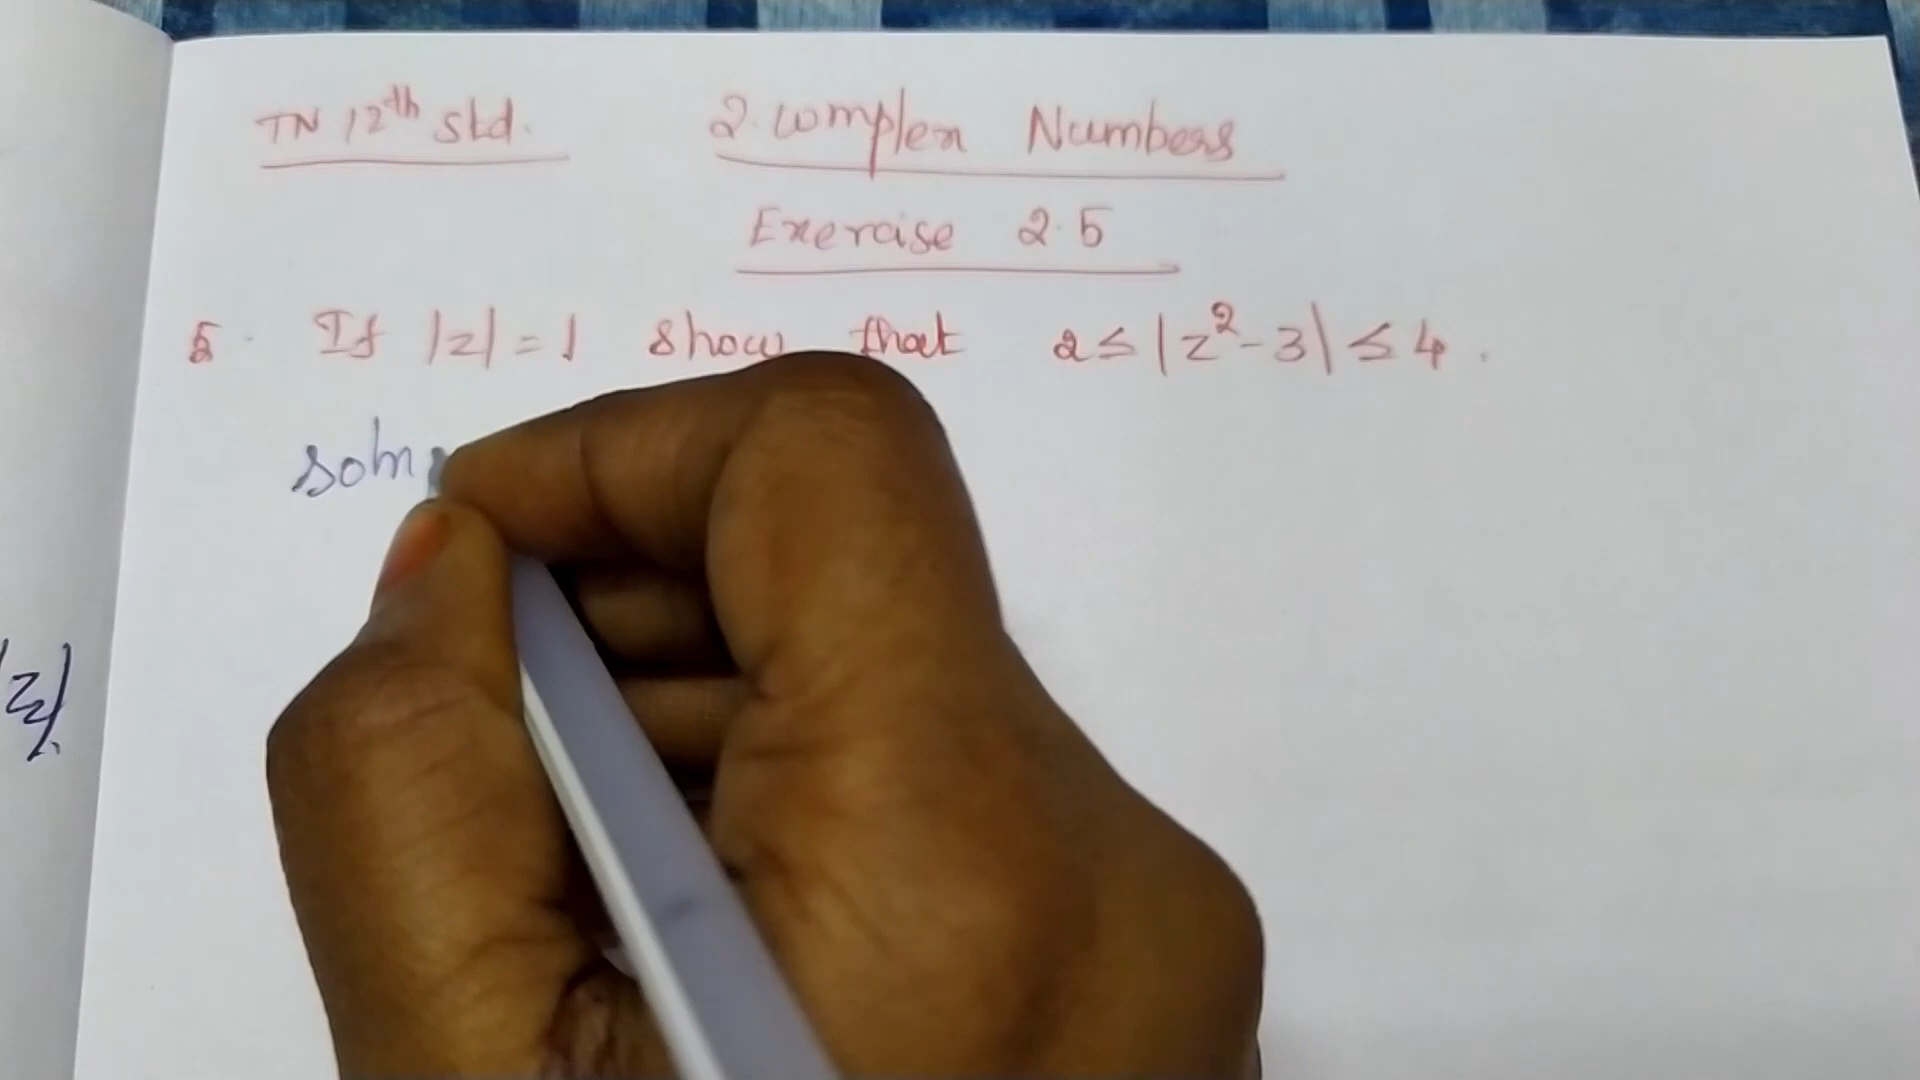 TN 12th std.
2. Complex Numbers
Exercise 2.5
5. If |z| = 1 show that 2 ≤ |z² - 3| ≤ 4.
soln
|z|